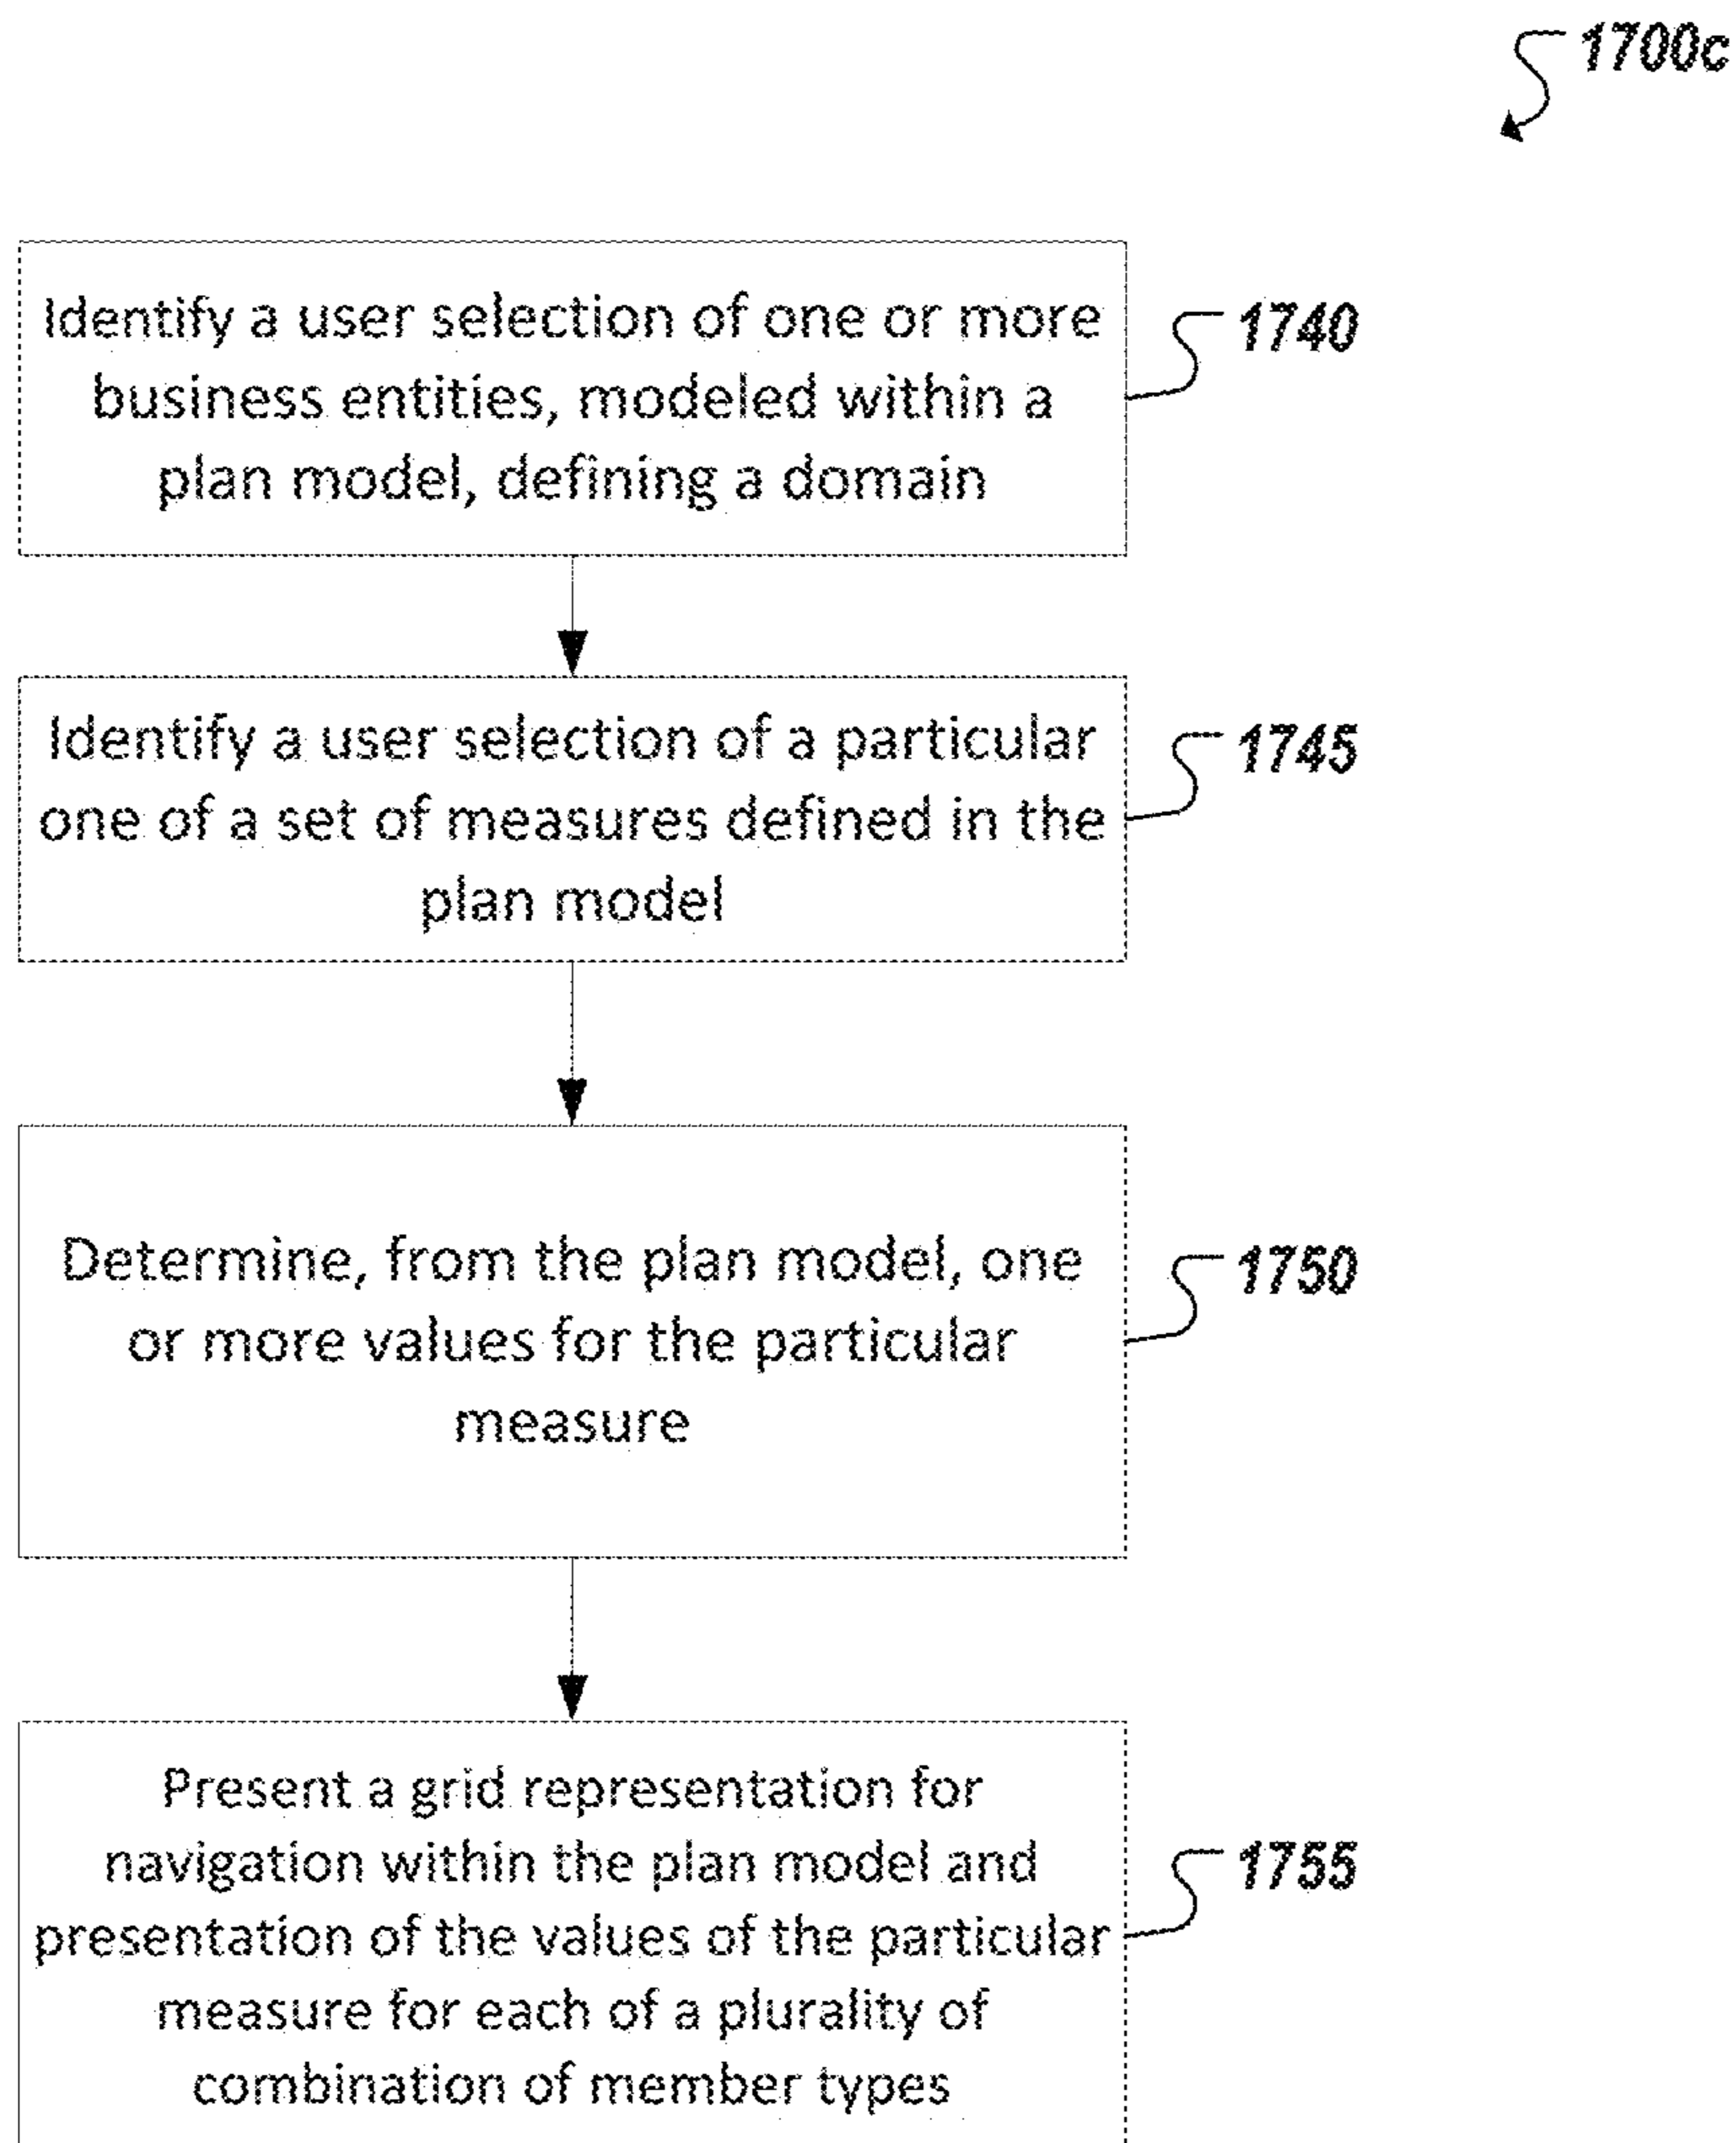 1700c
Identify a user selection of one or more
business entities, modeled within a
plan model, defining a domain
1740
Identify a user selection of a particular
one of a set of measures defined in the
plan model
1745
Determine, from the plan model, one
or more values for the particular
measure
1750
Present a grid representation for
navigation within the plan model and
presentation of the values of the particular
measure for each of a plurality of
combination of member types
1755